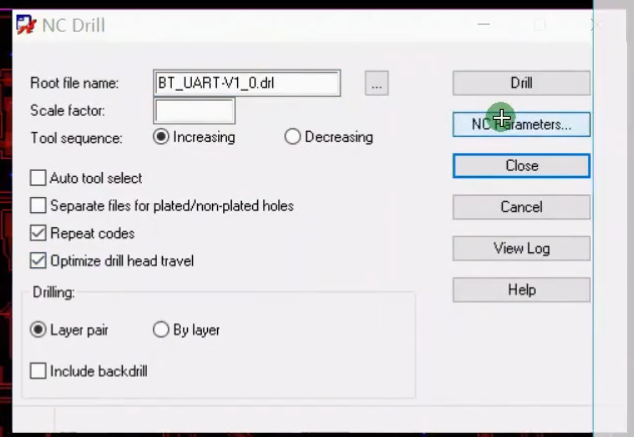 NC Drill
Root file name: BT_UART-V1_0.drl ... Drill
Scale factor:
NC Parameters...
Tool sequence: Increasing Decreasing
Close
Auto tool select
Separate files for plated/non-plated holes Cancel
Repeat codes
View Log
Optimize drill head travel
Help
Drilling:
Layer pair By layer
Include backdrill